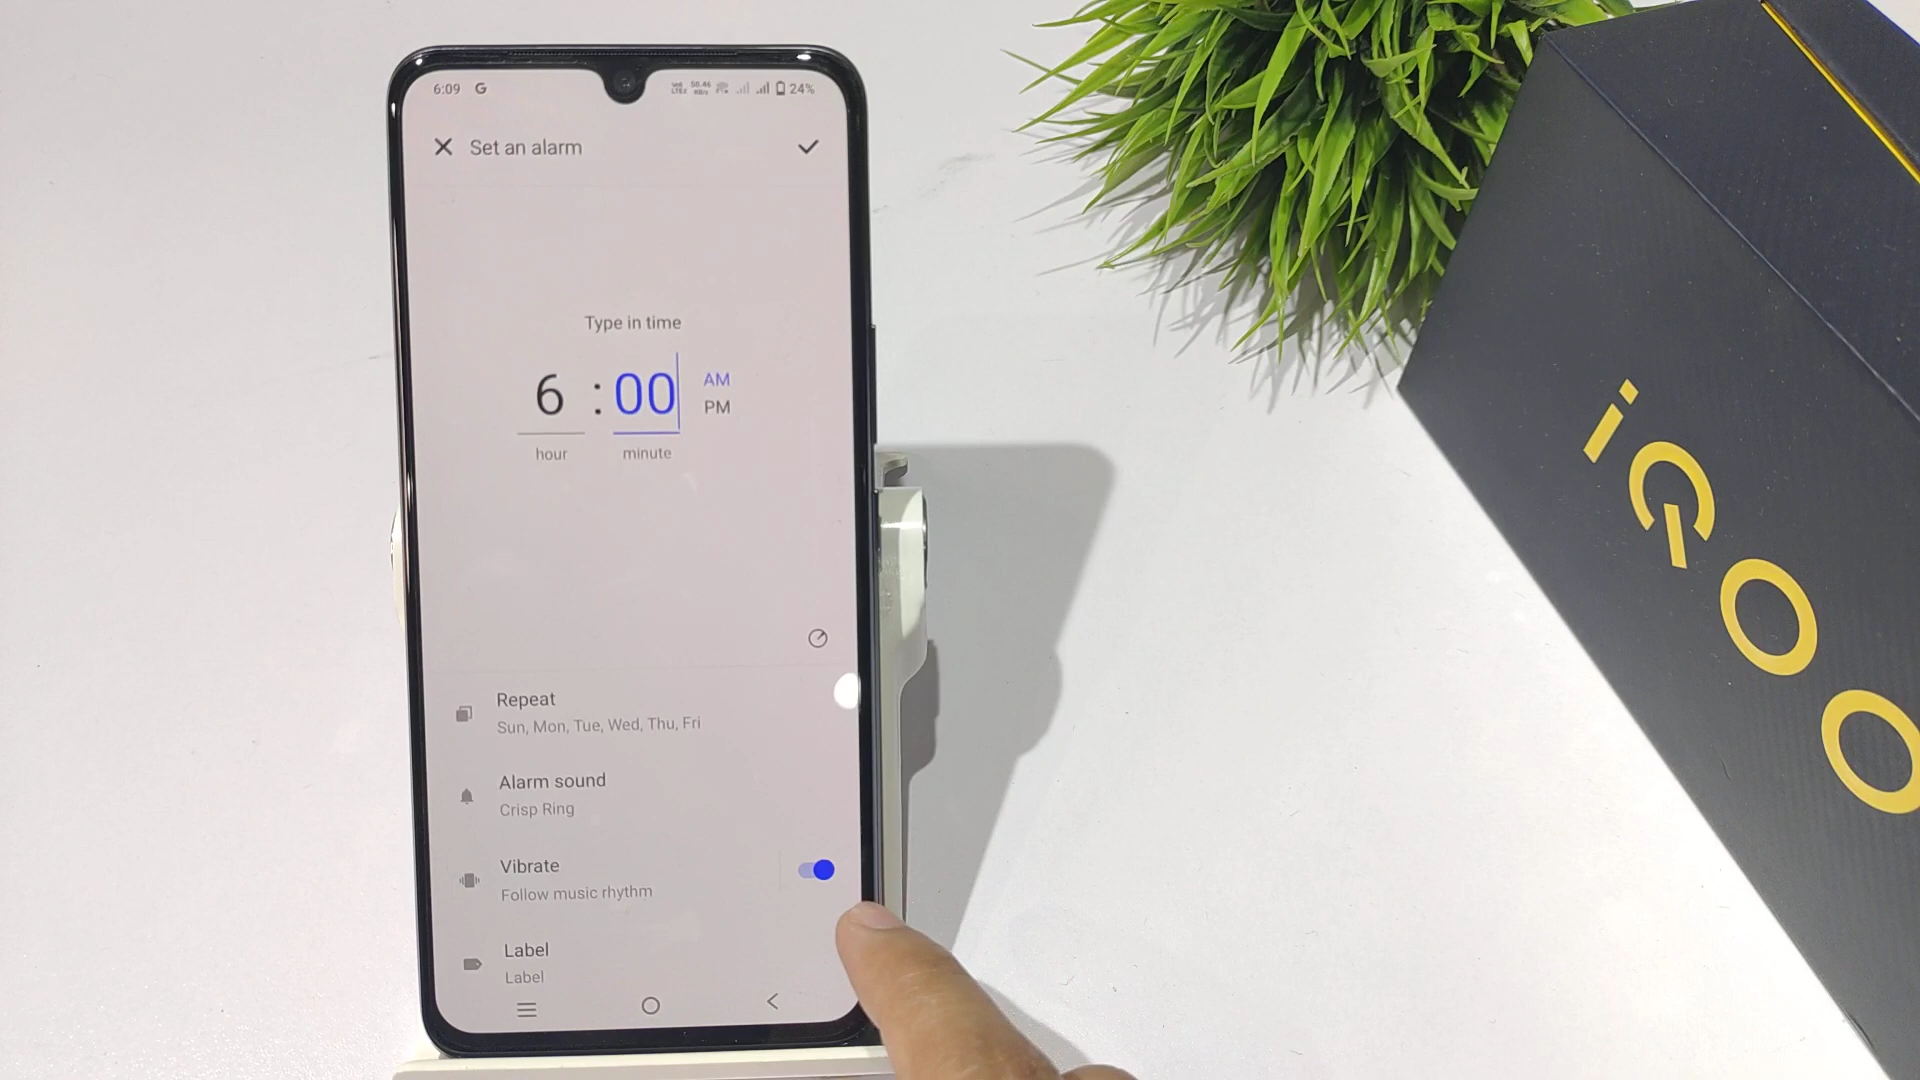 6:09 G 24%
Set an alarm
Type in time
6 : 00 AM
PM
hour minute
Repeat
Sun, Mon, Tue, Wed, Thu, Fri
Alarm sound
Crisp Ring
Vibrate
Follow music rhythm
Label
Label
iQOO